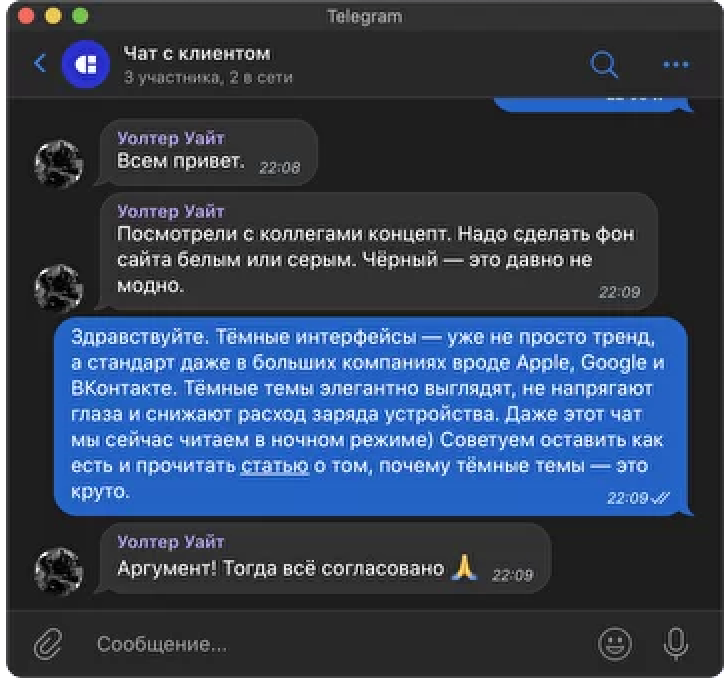 Telegram
Чат с клиентом
3 участника, 2 в сети
Уолтер Уайт
Всем привет. 22:08
Уолтер Уайт
Посмотрели с коллегами концепт. Надо сделать фон
сайта белым или серым. Чёрный — это давно не
модно. 22:09
Здравствуйте. Тёмные интерфейсы — уже не просто тренд,
а стандарт даже в больших компаниях вроде Apple, Google и
ВКонтакте. Тёмные темы элегантно выглядят, не напрягают
глаза и снижают расход заряда устройства. Даже этот чат
мы сейчас читаем в ночном режиме) Советуем оставить как
есть и прочитать статью о том, почему тёмные темы — это
круто. 22:09
Уолтер Уайт
Аргумент! Тогда всё согласовано 🙏 22:09
Сообщение...